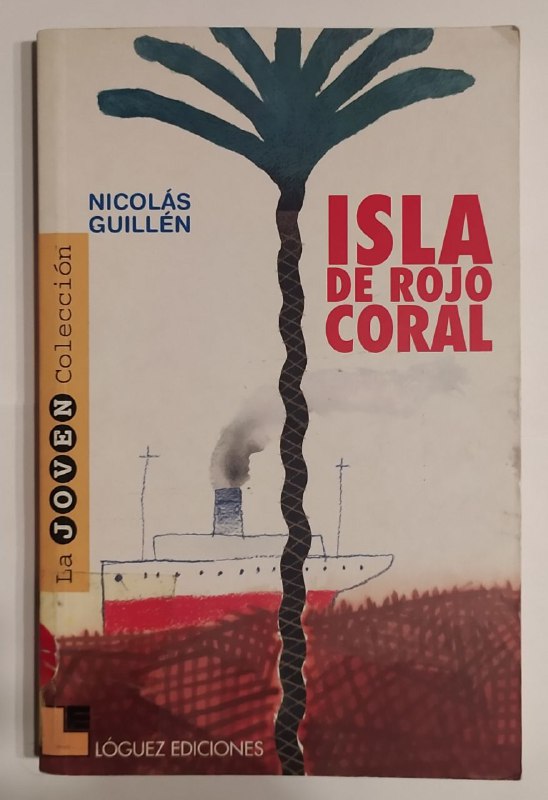 NICOLÁS
GUILLÉN
ISLA
DE ROJO
CORAL
La JOVEN Colección
LÓGUEZ EDICIONES